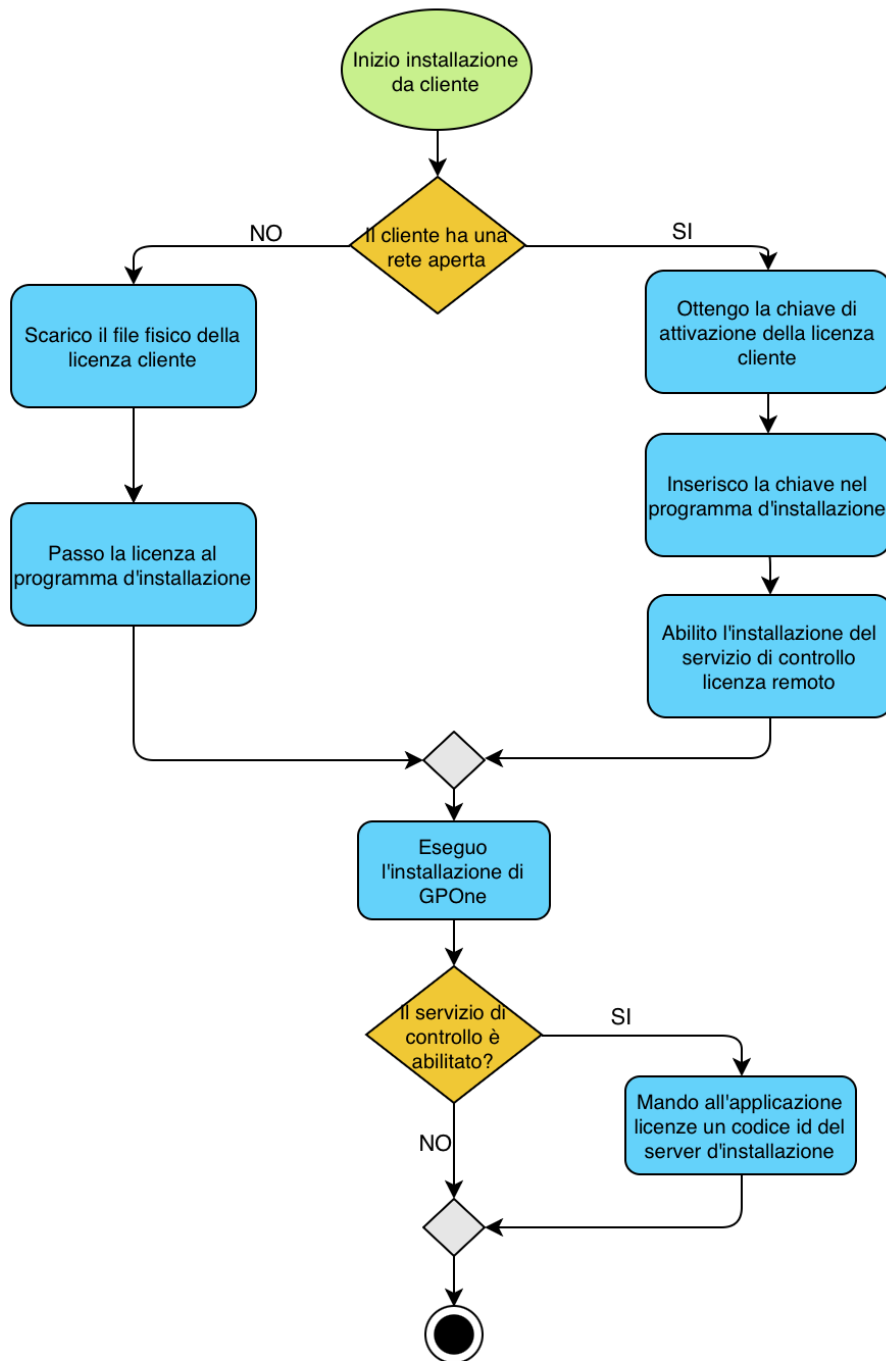 Inizio installazione
da cliente
Il cliente ha una
rete aperta
NO
SI
Scarico il file fisico della
licenza cliente
Ottengo la chiave di
attivazione della licenza
cliente
Inserisco la chiave nel
programma d'installazione
Passo la licenza al
programma d'installazione
Abilito l'installazione del
servizio di controllo
licenza remoto
Eseguo
l'installazione di
GPOne
Il servizio di
controllo è
abilitato?
SI
Mando all'applicazione
licenze un codice id del
server d'installazione
NO